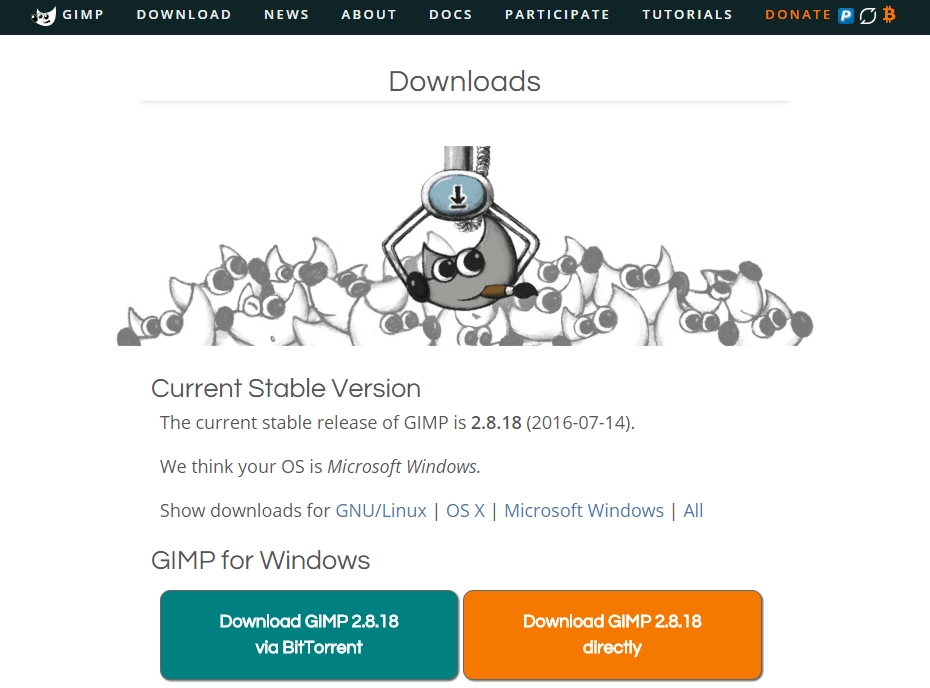 GIMP DOWNLOAD NEWS ABOUT DOCS PARTICIPATE TUTORIALS DONATE
Downloads
Current Stable Version
The current stable release of GIMP is 2.8.18 (2016-07-14).
We think your OS is Microsoft Windows.
Show downloads for GNU/Linux | OS X | Microsoft Windows | All
GIMP for Windows
Download GIMP 2.8.18
via BitTorrent
Download GIMP 2.8.18
directly